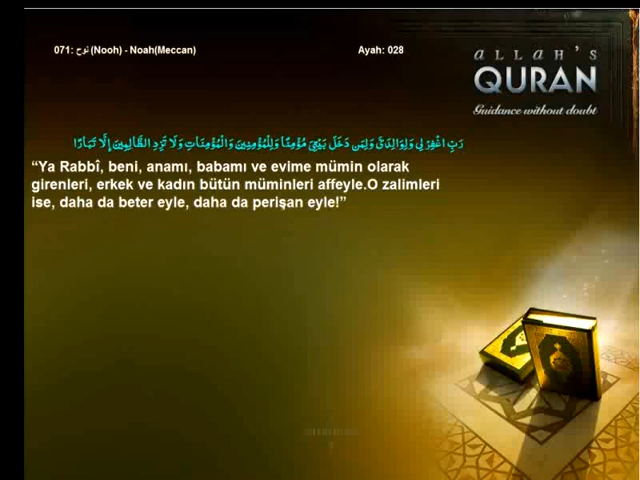 071: نوح (Nooh) - Noah(Meccan) Ayah: 028
ALLAH'S
QURAN
Guidance without doubt
رَبِّ اغْفِرْ لِي وَلِوَالِدَيَّ وَلِمَن دَخَلَ بَيْتِيَ مُؤْمِنًا وَلِلْمُؤْمِنِينَ وَالْمُؤْمِنَاتِ وَلَا تَزِدِ الظَّالِمِينَ إِلَّا تَبَارًا
“Ya Rabbî, beni, anamı, babamı ve evime mümin olarak
girenleri, erkek ve kadın bütün müminleri affeyle.O zalimleri
ise, daha da beter eyle, daha da perişan eyle!”